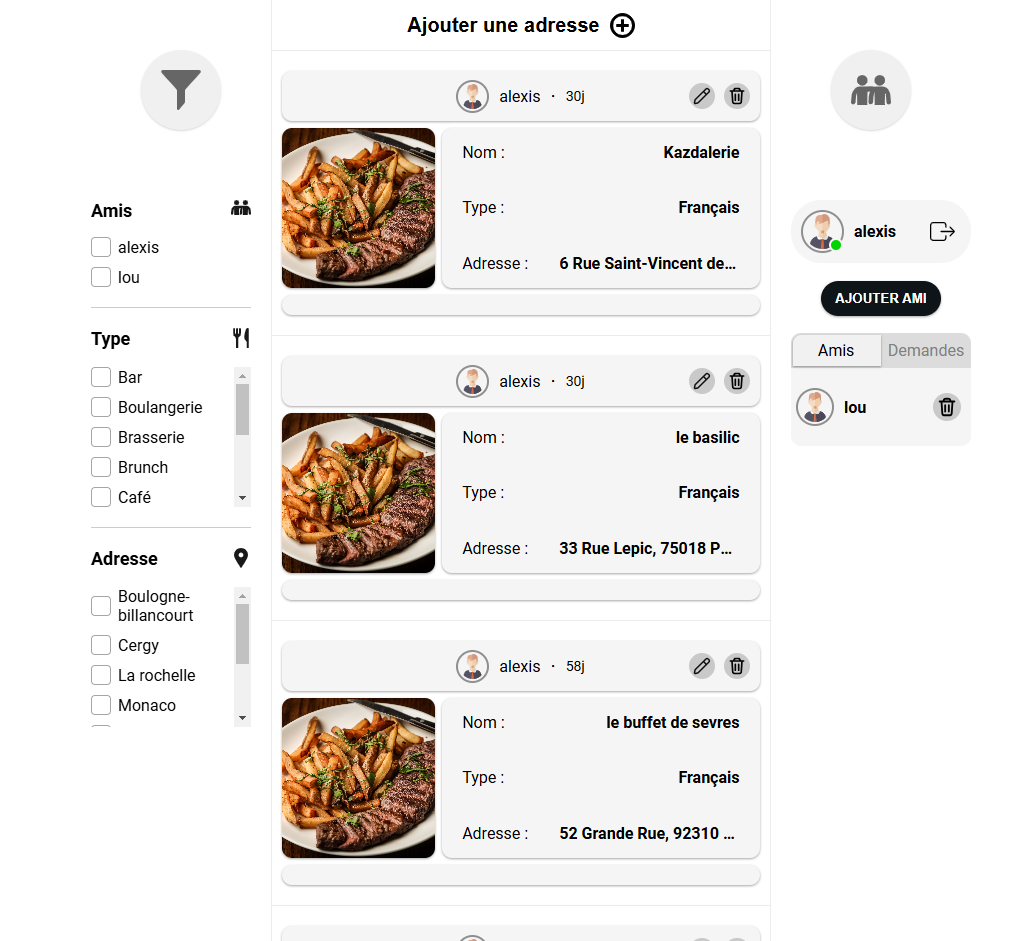 Ajouter une adresse
Amis
alexis
lou
Type
Bar
Boulangerie
Brasserie
Brunch
Café
Adresse
Boulogne-
billancourt
Cergy
La rochelle
Monaco
alexis · 30j
Nom : Kazdalerie
Type : Français
Adresse : 6 Rue Saint-Vincent de...
alexis · 30j
Nom : le basilic
Type : Français
Adresse : 33 Rue Lepic, 75018 P...
alexis · 58j
Nom : le buffet de sevres
Type : Français
Adresse : 52 Grande Rue, 92310 ...
alexis
AJOUTER AMI
Amis Demandes
lou